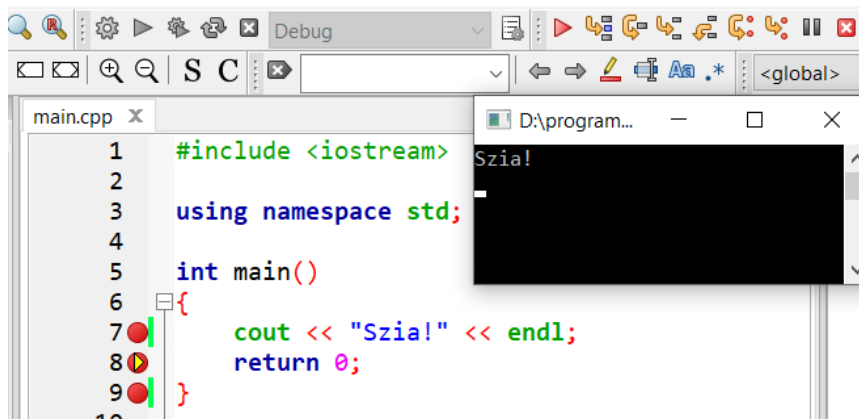 Debug
S C Aa .* <global>
main.cpp X
D:\program...
Szia!
1 #include <iostream>
2
3 using namespace std;
4
5 int main()
6 {
7 cout << "Szia!" << endl;
8 return 0;
9 }
10